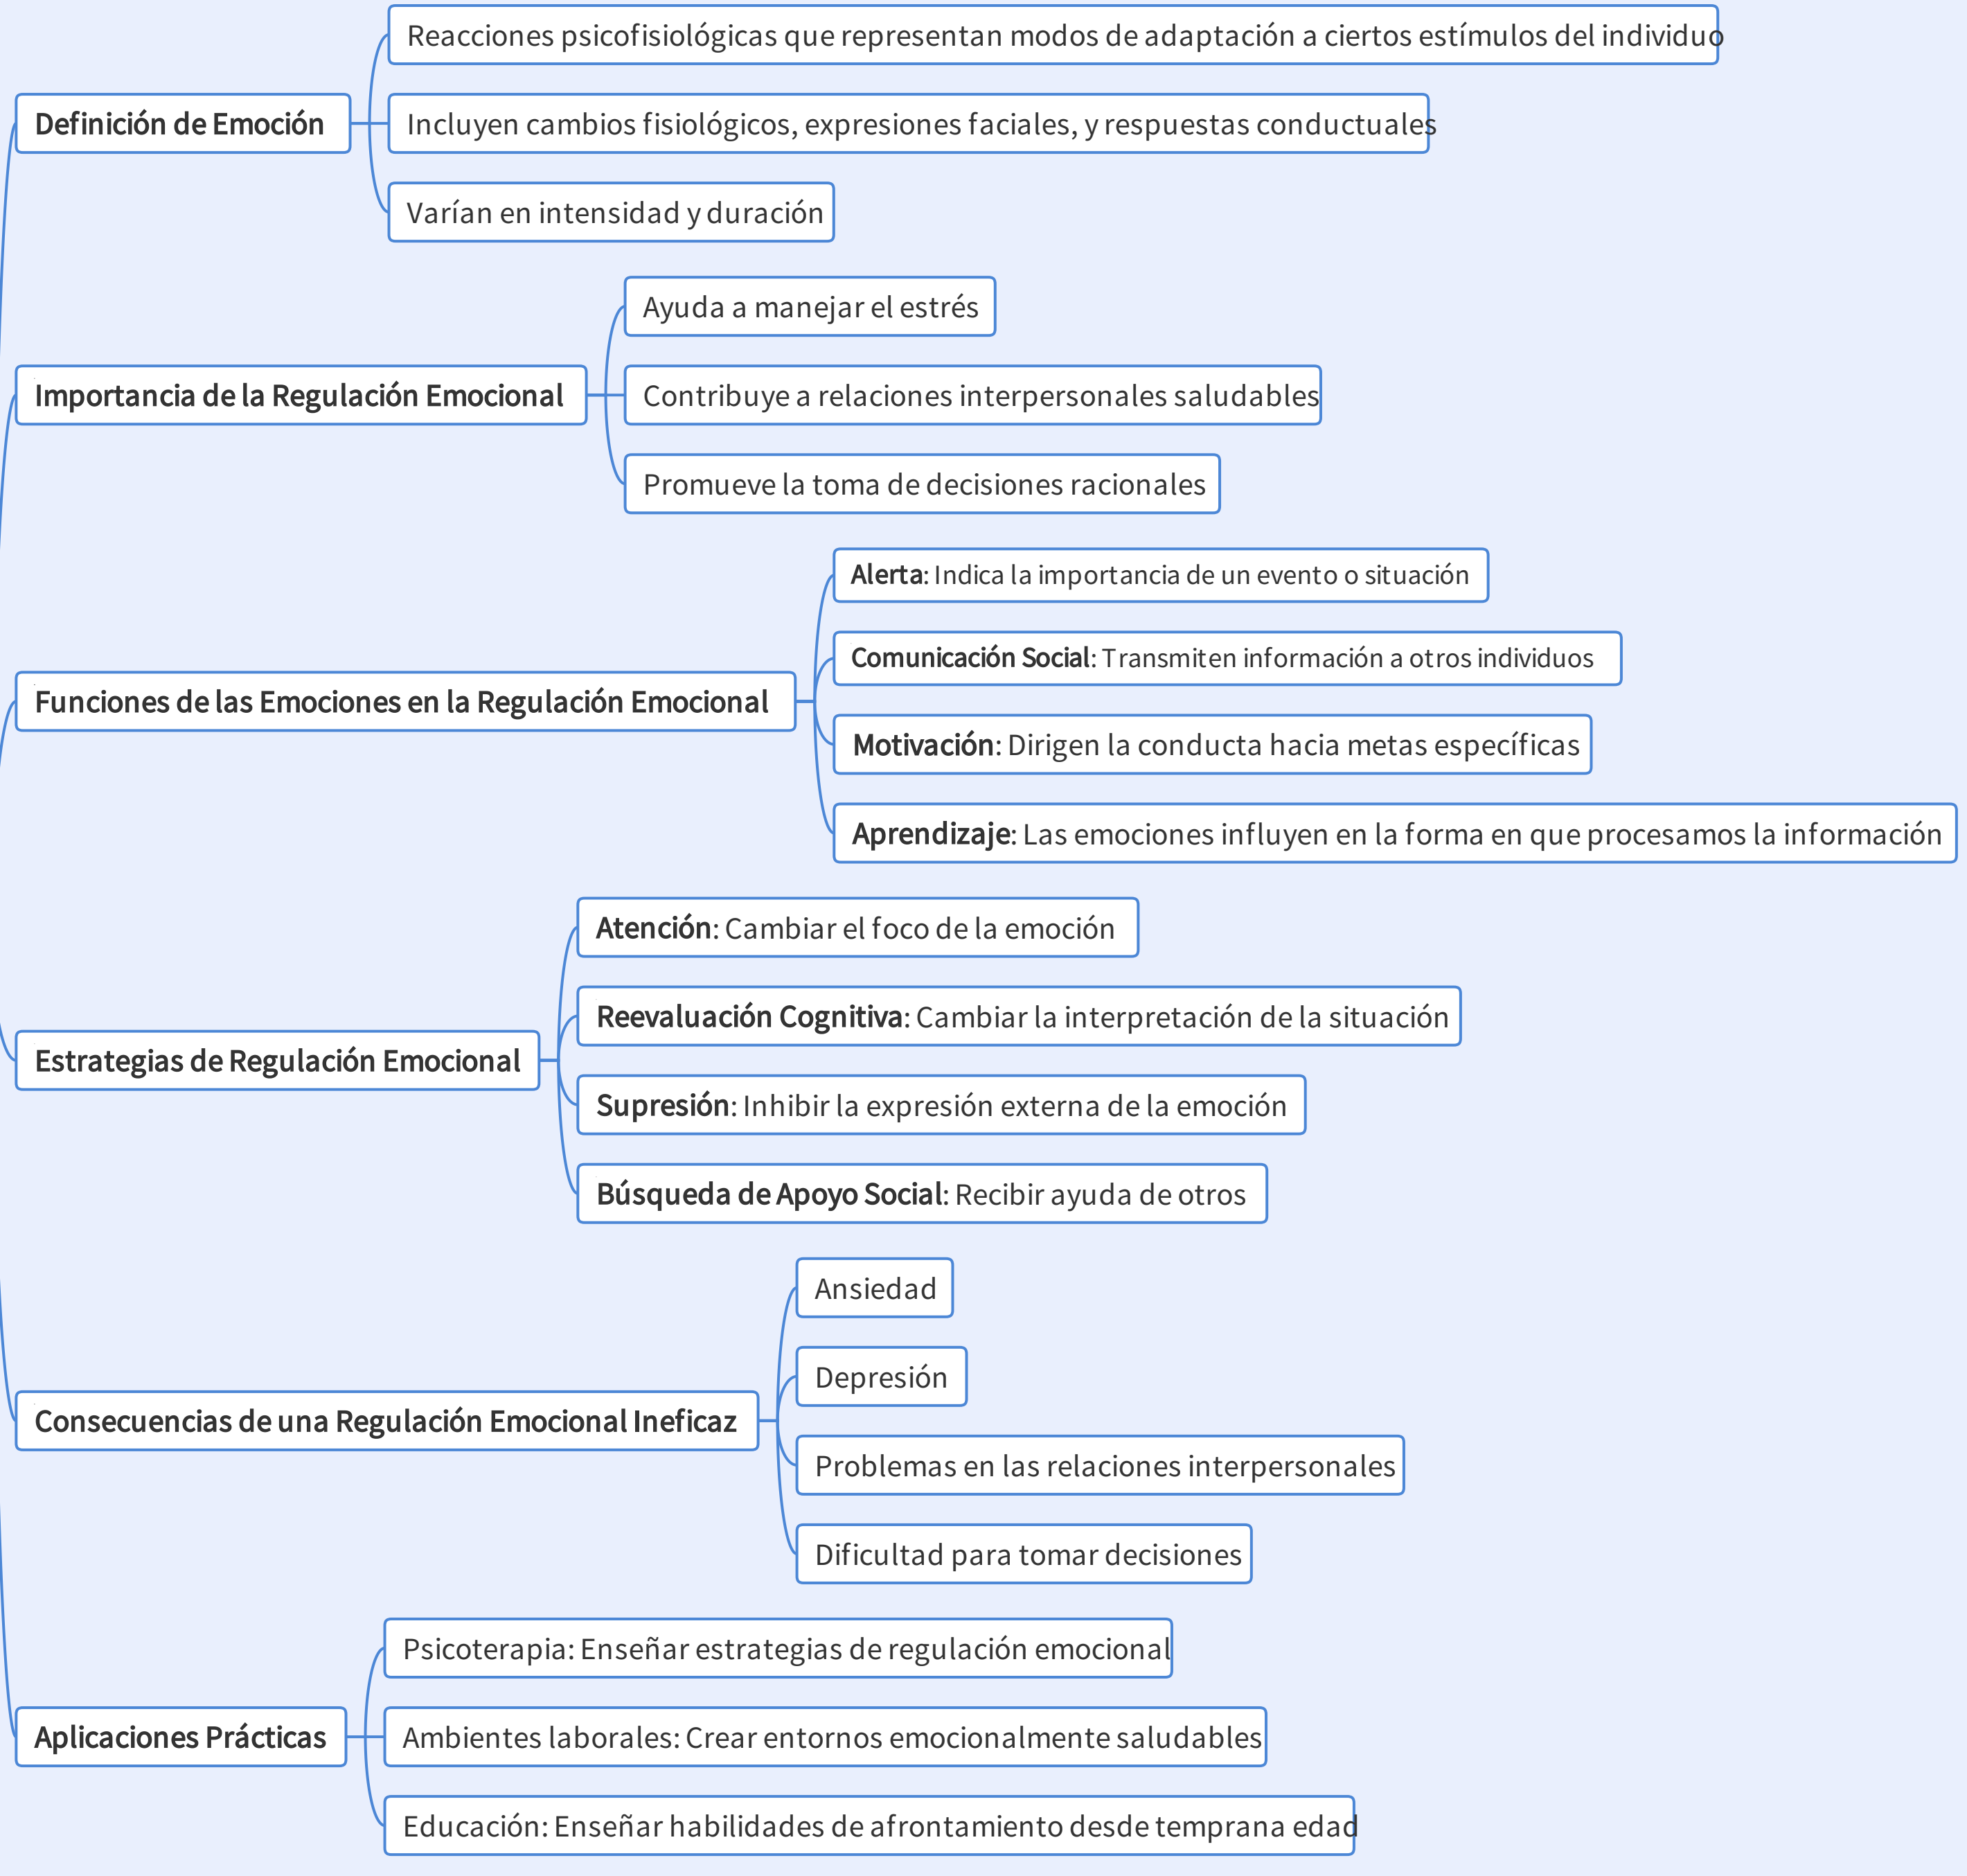 Definición de Emoción
Reacciones psicofisiológicas que representan modos de adaptación a ciertos estímulos del individuo
Incluyen cambios fisiológicos, expresiones faciales, y respuestas conductuales
Varían en intensidad y duración
Importancia de la Regulación Emocional
Ayuda a manejar el estrés
Contribuye a relaciones interpersonales saludables
Promueve la toma de decisiones racionales
Funciones de las Emociones en la Regulación Emocional
Alerta: Indica la importancia de un evento o situación
Comunicación Social: Transmiten información a otros individuos
Motivación: Dirigen la conducta hacia metas específicas
Aprendizaje: Las emociones influyen en la forma en que procesamos la información
Estrategias de Regulación Emocional
Atención: Cambiar el foco de la emoción
Reevaluación Cognitiva: Cambiar la interpretación de la situación
Supresión: Inhibir la expresión externa de la emoción
Búsqueda de Apoyo Social: Recibir ayuda de otros
Consecuencias de una Regulación Emocional Ineficaz
Ansiedad
Depresión
Problemas en las relaciones interpersonales
Dificultad para tomar decisiones
Aplicaciones Prácticas
Psicoterapia: Enseñar estrategias de regulación emocional
Ambientes laborales: Crear entornos emocionalmente saludables
Educación: Enseñar habilidades de afrontamiento desde temprana edad